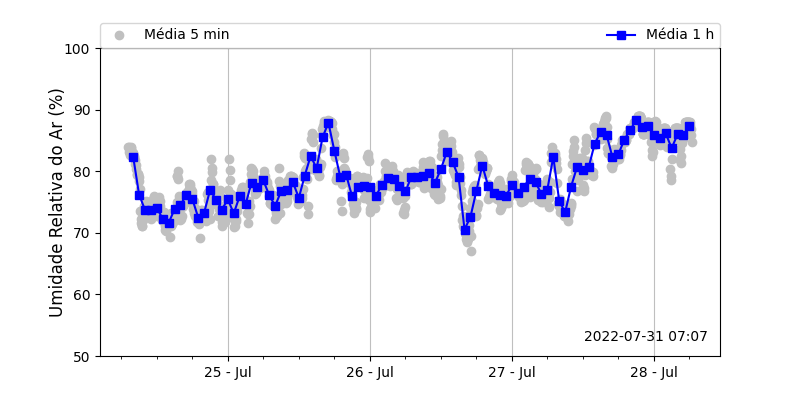 Média 5 min
Média 1 h
Umidade Relativa do Ar (%)
100
90
80
70
60
50
2022-07-31 07:07
25 - Jul
26 - Jul
27 - Jul
28 - Jul